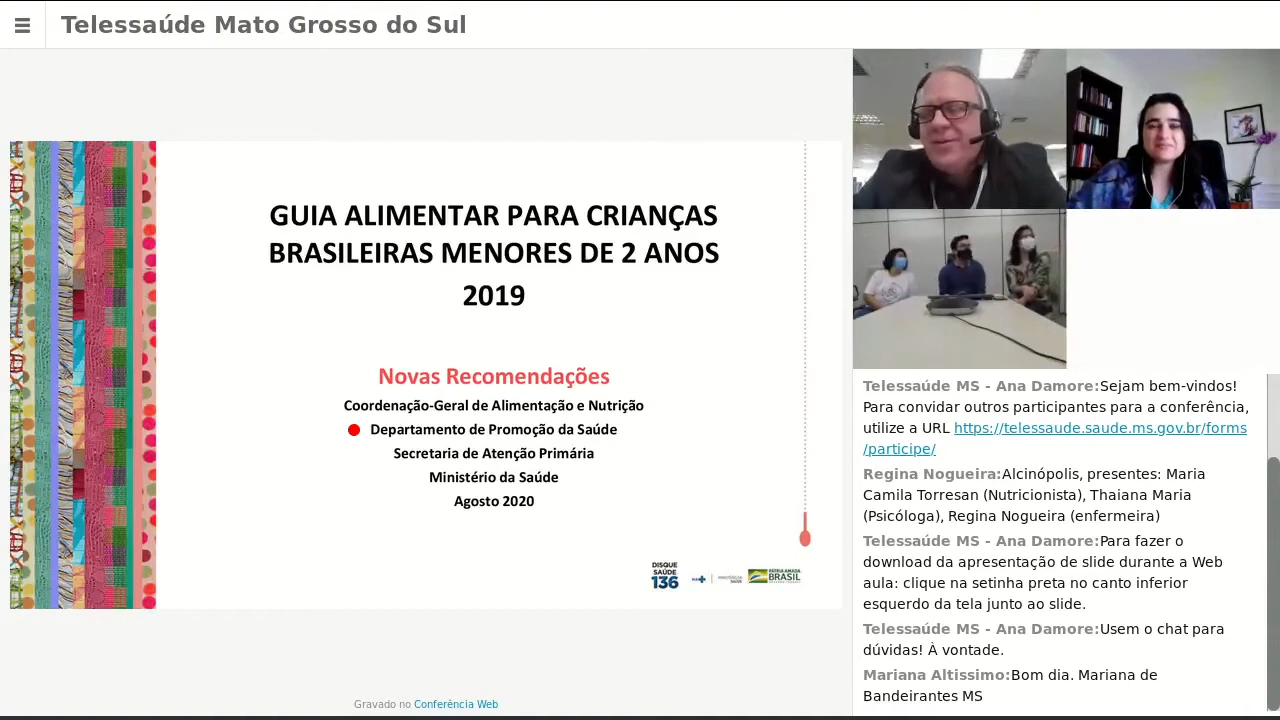 Telessaúde Mato Grosso do Sul
GUIA ALIMENTAR PARA CRIANÇAS
BRASILEIRAS MENORES DE 2 ANOS
2019
Novas Recomendações
Coordenação-Geral de Alimentação e Nutrição
Departamento de Promoção da Saúde
Secretaria de Atenção Primária
Ministério da Saúde
Agosto 2020
DISQUE
SAÚDE
136
SUS
PÁTRIA AMADA
BRASIL
Gravado no Conferência Web
Telessaúde MS - Ana Damore:Sejam bem-vindos!
Para convidar outros participantes para a conferência,
utilize a URL https://telessaude.saude.ms.gov.br/forms
/participe/
Regina Nogueira:Alcinópolis, presentes: Maria
Camila Torresan (Nutricionista), Thaiana Maria
(Psicóloga), Regina Nogueira (enfermeira)
Telessaúde MS - Ana Damore:Para fazer o
download da apresentação de slide durante a Web
aula: clique na setinha preta no canto inferior
esquerdo da tela junto ao slide.
Telessaúde MS - Ana Damore:Usem o chat para
dúvidas! À vontade.
Mariana Altissimo:Bom dia. Mariana de
Bandeirantes MS